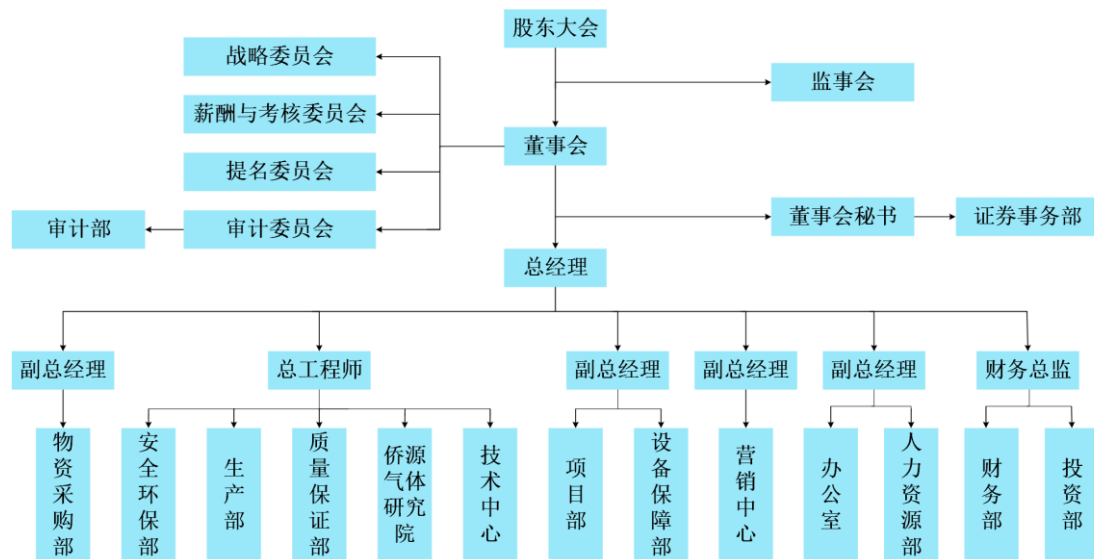 股东大会
战略委员会
监事会
薪酬与考核委员会
董事会
提名委员会
审计部
审计委员会
董事会秘书
证券事务部
总经理
副总经理
总工程师
副总经理
副总经理
副总经理
财务总监
物资采购部
安全环保部
生产部
质量保证部
侨源气体研究院
技术中心
项目部
设备保障部
营销中心
办公室
人力资源部
财务部
投资部